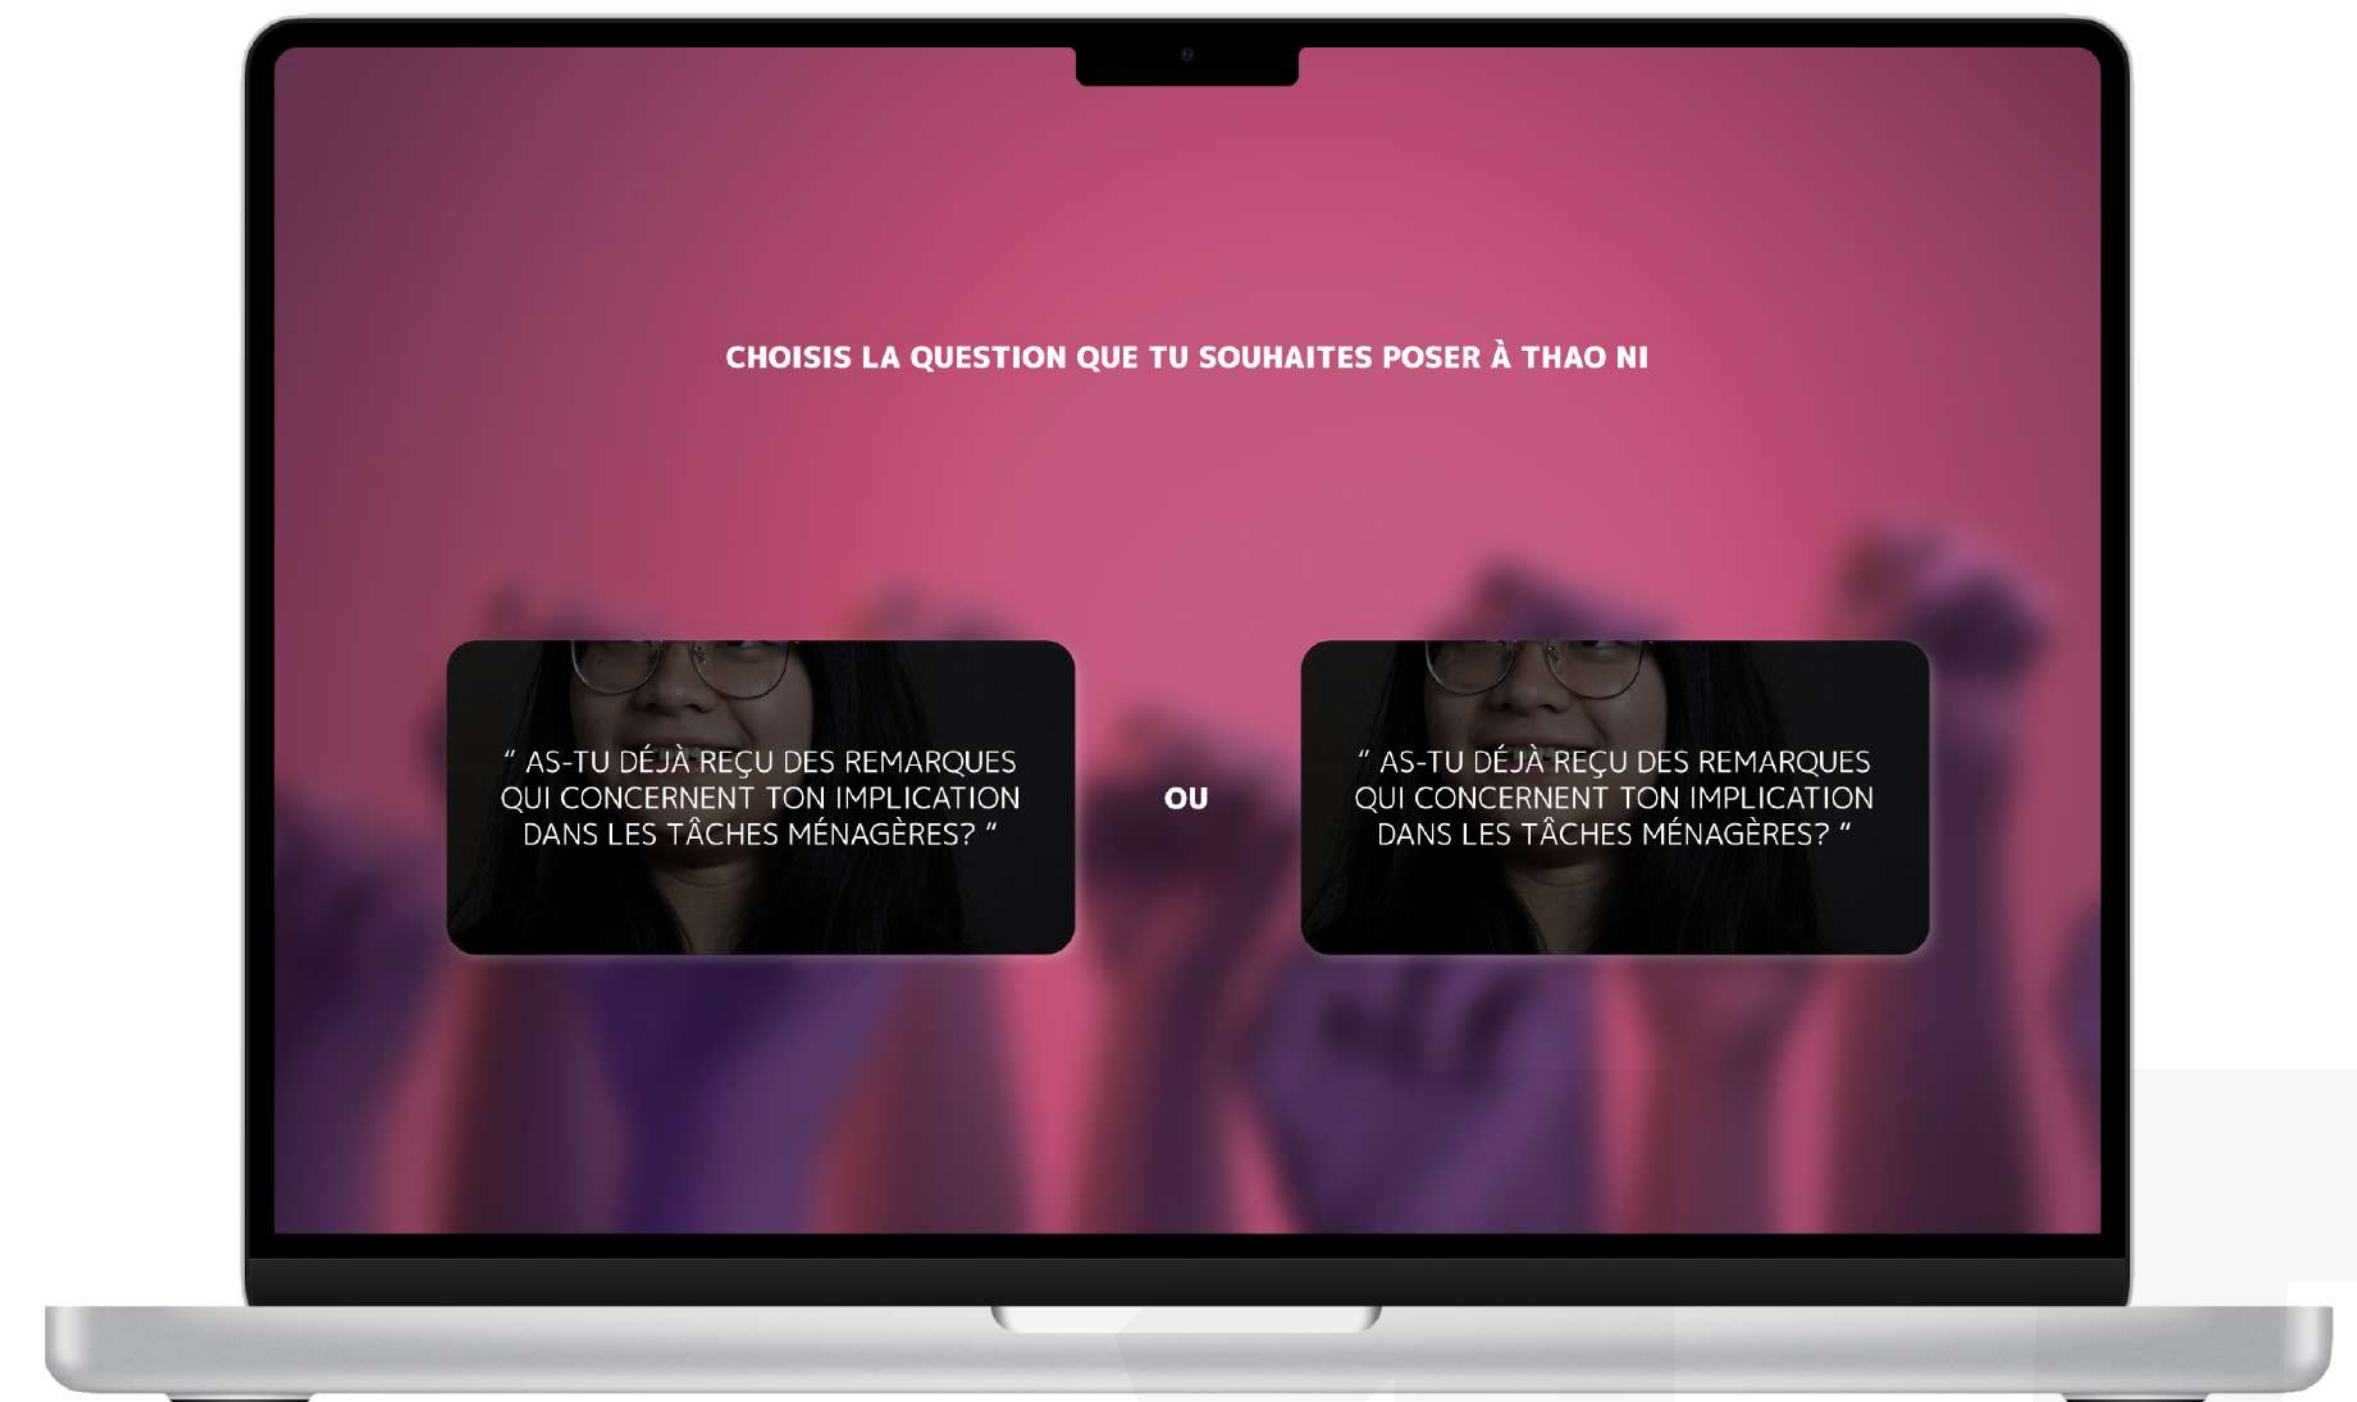 CHOISIS LA QUESTION QUE TU SOUHAITES POSER À THAO NI
“ AS-TU DÉJÀ REÇU DES REMARQUES
QUI CONCERNENT TON IMPLICATION
DANS LES TÂCHES MÉNAGÈRES? “
OU
“ AS-TU DÉJÀ REÇU DES REMARQUES
QUI CONCERNENT TON IMPLICATION
DANS LES TÂCHES MÉNAGÈRES? “